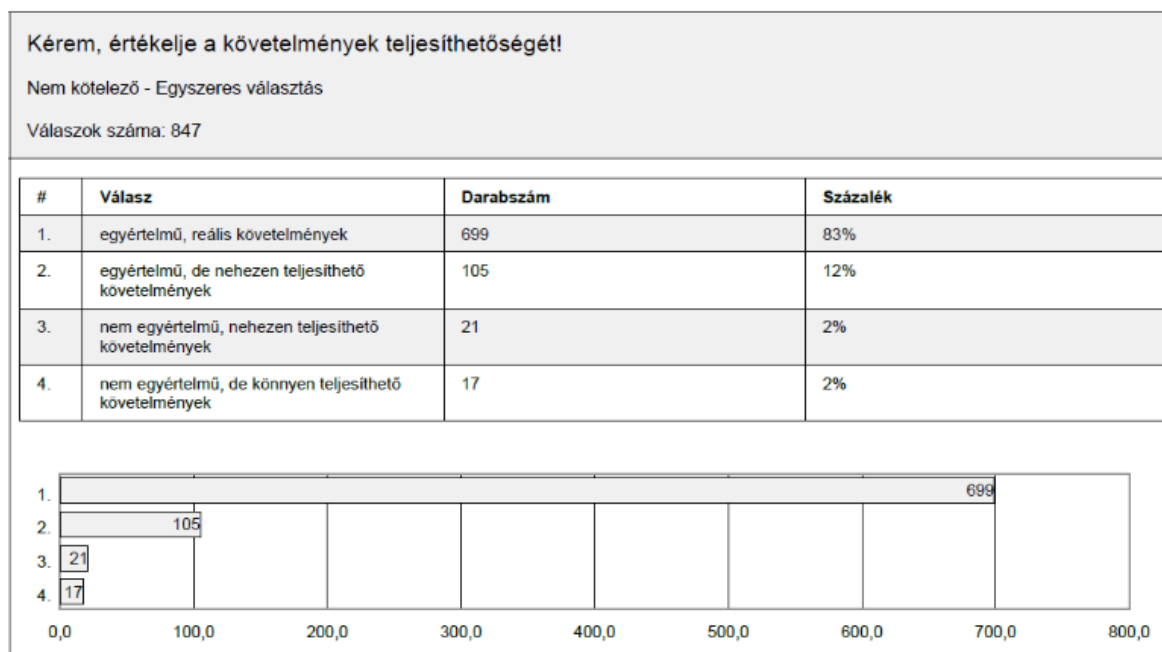 Kérem, értékelje a követelmények teljesíthetőségét!
Nem kötelező - Egyszeres választás
Válaszok száma: 847
# Válasz Darabszám Százalék
1. egyértelmű, reális követelmények 699 83%
2. egyértelmű, de nehezen teljesíthető 105 12%
követelmények
3. nem egyértelmű, nehezen teljesíthető 21 2%
követelmények
4. nem egyértelmű, de könnyen teljesíthető 17 2%
követelmények
1. 699
2. 105
3. 21
4. 17
0,0 100,0 200,0 300,0 400,0 500,0 600,0 700,0 800,0